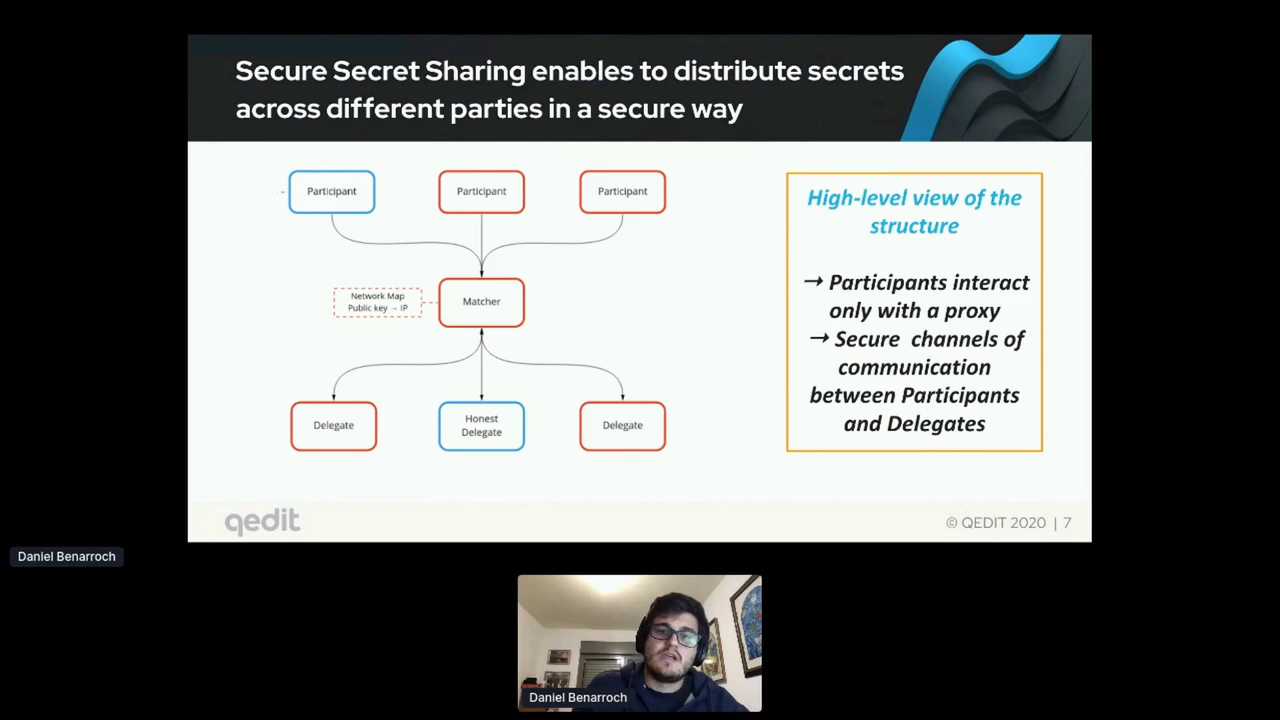 Secure Secret Sharing enables to distribute secrets
across different parties in a secure way
Participant
Participant
Participant
Network Map
Public key → IP
Matcher
Delegate
Honest
Delegate
Delegate
High-level view of the
structure
→ Participants interact
only with a proxy
→ Secure channels of
communication
between Participants
and Delegates
qedit
© QEDIT 2020 | 7
Daniel Benarroch
Daniel Benarroch